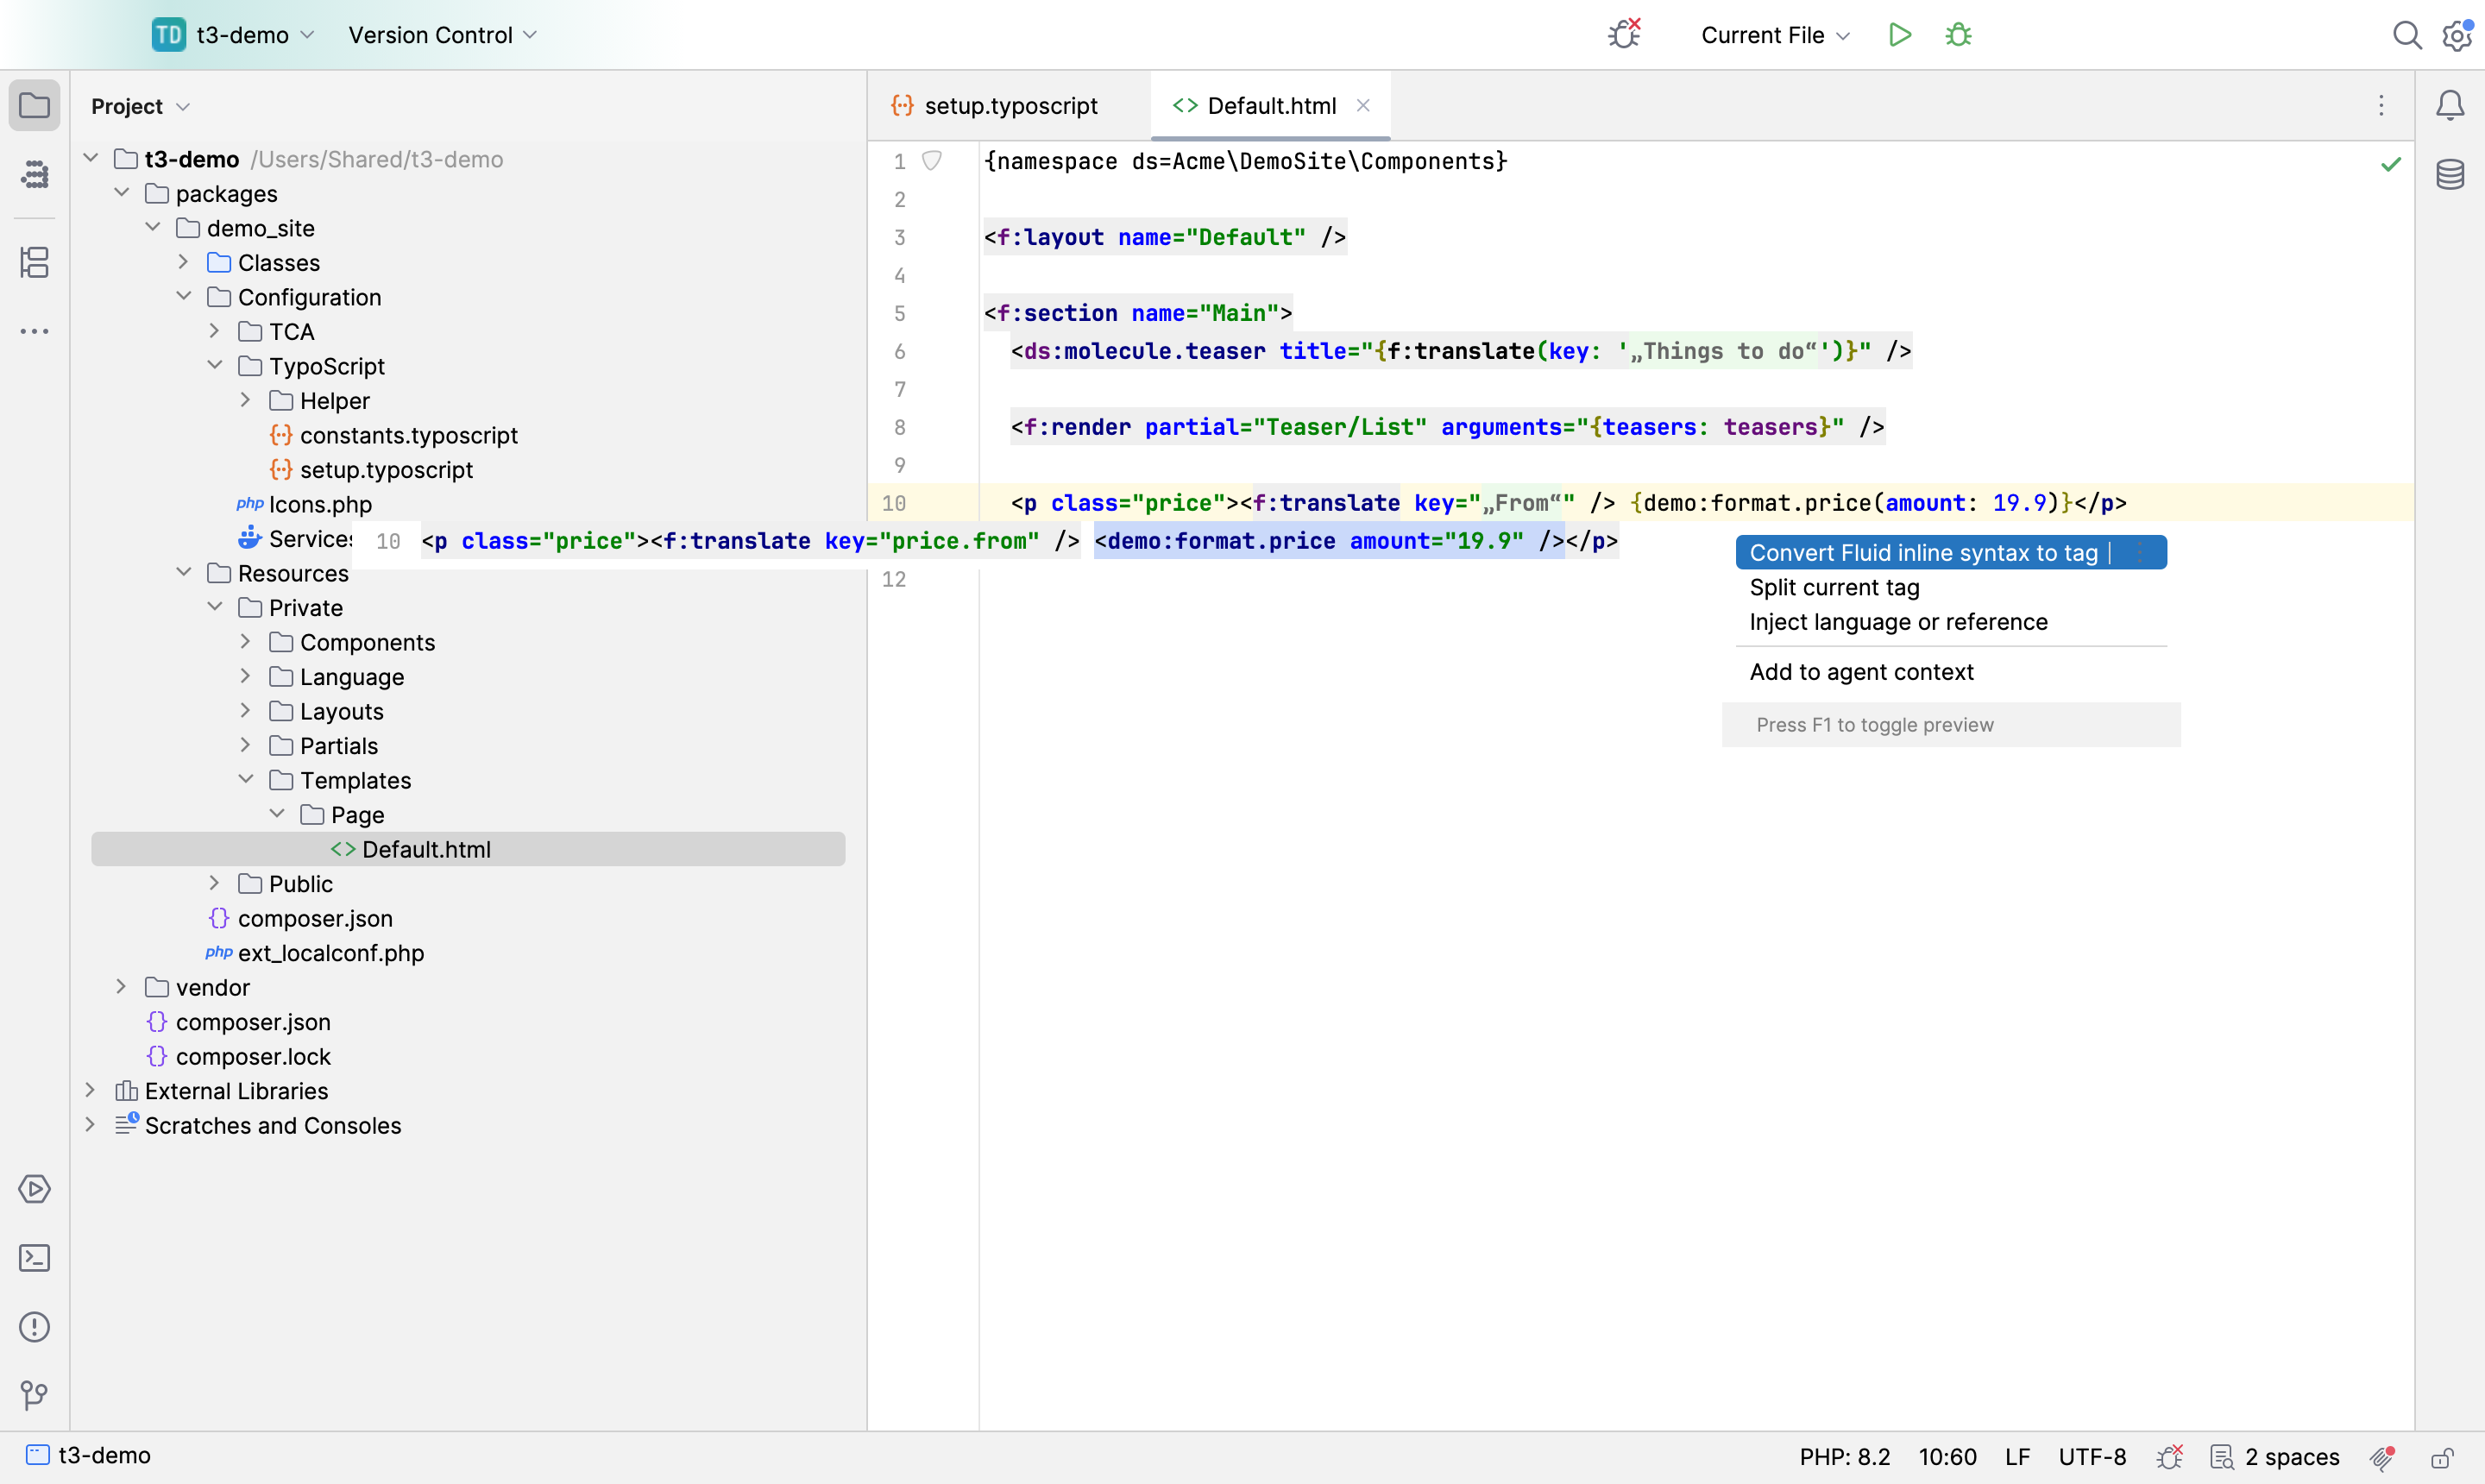 TD t3-demo Version Control Current File
Project
setup.typoscript Default.html
t3-demo /Users/Shared/t3-demo
packages
demo_site
Classes
Configuration
TCA
TypoScript
Helper
constants.typoscript
setup.typoscript
php Icons.php
Services
Resources
Private
Components
Language
Layouts
Partials
Templates
Page
Default.html
Public
composer.json
php ext_localconf.php
vendor
composer.json
composer.lock
External Libraries
Scratches and Consoles
1 {namespace ds=Acme\DemoSite\Components}
2
3 <f:layout name="Default" />
4
5 <f:section name="Main">
6 <ds:molecule.teaser title="{f:translate(key: '„Things to do“')}" />
7
8 <f:render partial="Teaser/List" arguments="{teasers: teasers}" />
9
10 <p class="price"><f:translate key="„From“" /> {demo:format.price(amount: 19.9)}</p>
10 <p class="price"><f:translate key="price.from" /> <demo:format.price amount="19.9" /></p>
12
Convert Fluid inline syntax to tag
Split current tag
Inject language or reference
Add to agent context
Press F1 to toggle preview
t3-demo PHP: 8.2 10:60 LF UTF-8 2 spaces